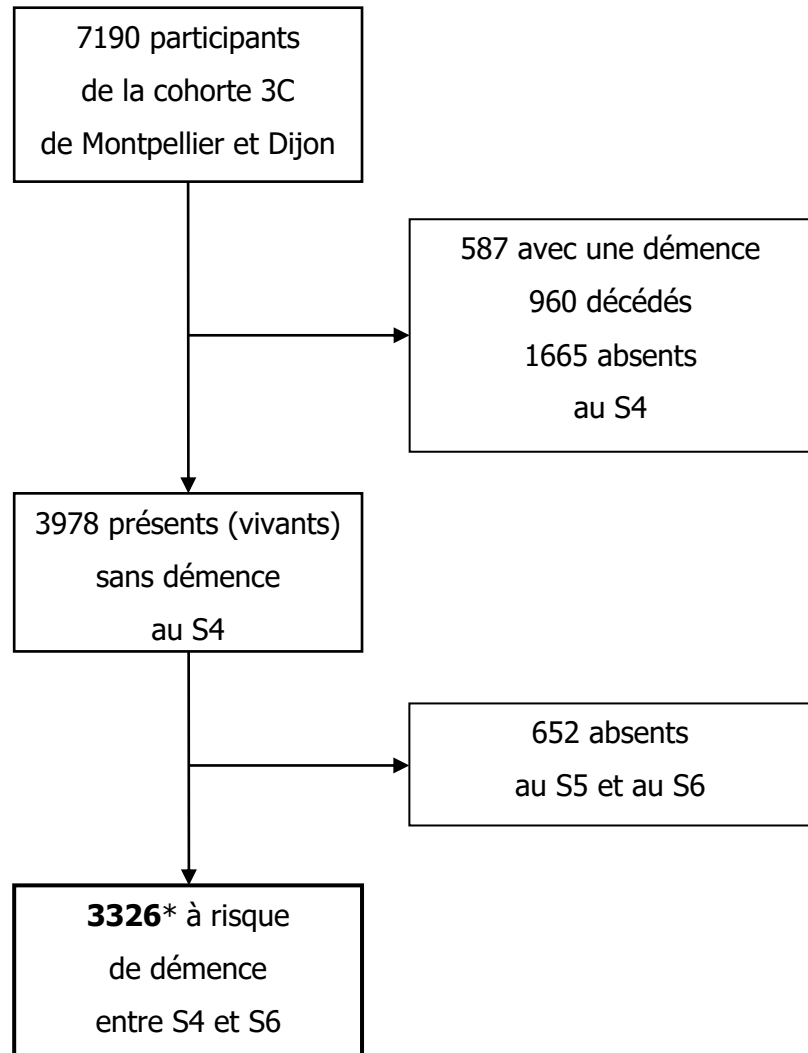 7190 participants
de la cohorte 3C
de Montpellier et Dijon
587 avec une démence
960 décédés
1665 absents
au S4
3978 présents (vivants)
sans démence
au S4
652 absents
au S5 et au S6
3326* à risque
de démence
entre S4 et S6